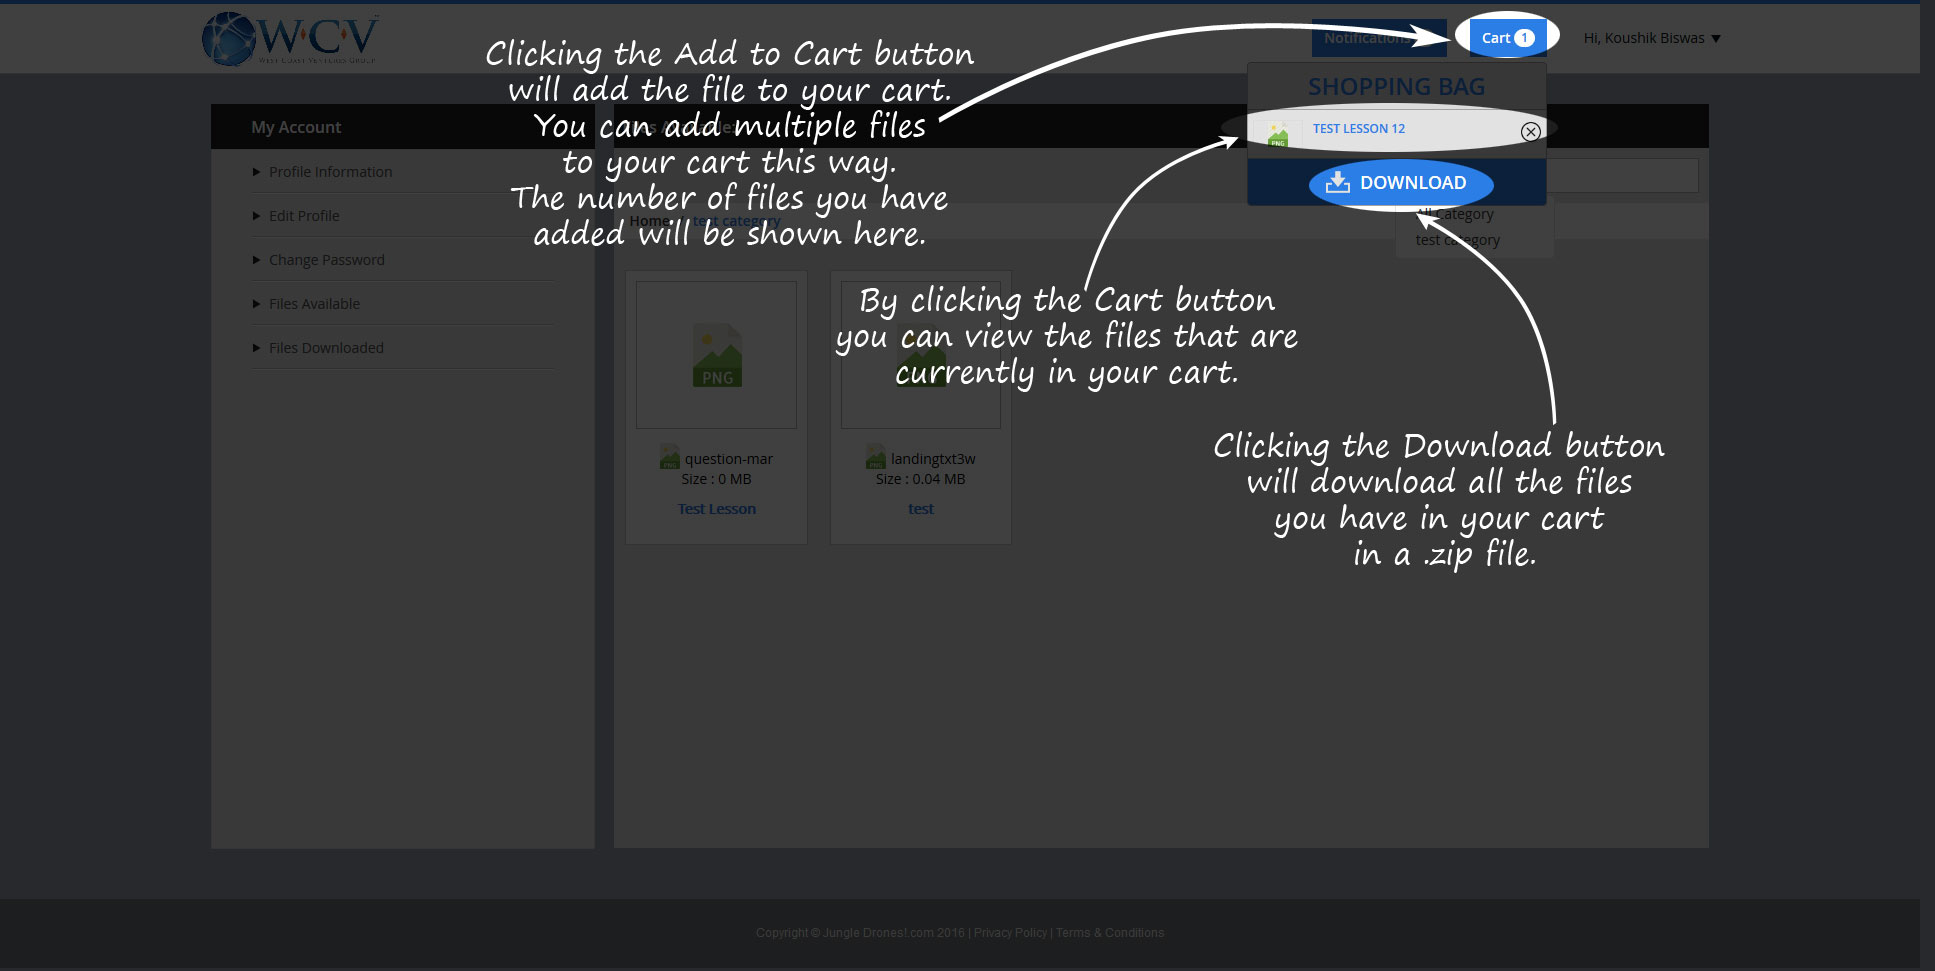 W·C·V
WEST COAST VENTURES GROUP
Notifications
Cart 1
Hi, Koushik Biswas
Clicking the Add to Cart button
will add the file to your cart.
You can add multiple files
to your cart this way.
The number of files you have
added will be shown here.
SHOPPING BAG
PNG
TEST LESSON 12
DOWNLOAD
My Account
Profile Information
Edit Profile
Change Password
Files Available
Files Downloaded
Home / test category
All Category
test category
By clicking the Cart button
you can view the files that are
currently in your cart.
PNG
PNG question-mar
Size : 0 MB
Test Lesson
PNG landingtxt3w
Size : 0.04 MB
test
Clicking the Download button
will download all the files
you have in your cart
in a .zip file.
Copyright © Jungle Drones!.com 2016 | Privacy Policy | Terms & Conditions